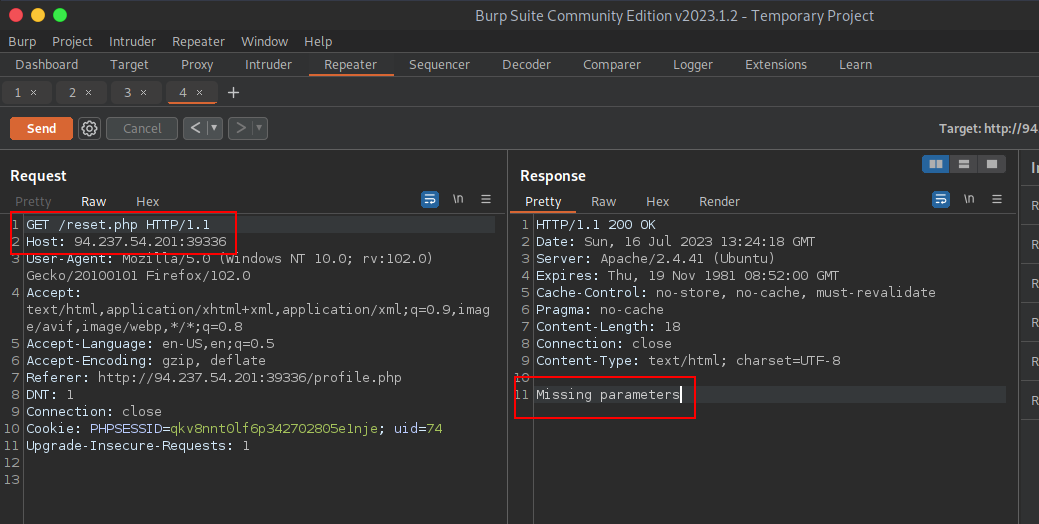 Burp Suite Community Edition v2023.1.2 - Temporary Project
Burp Project Intruder Repeater Window Help
Dashboard Target Proxy Intruder Repeater Sequencer Decoder Comparer Logger Extensions Learn
1 × 2 × 3 × 4 × +
Send Cancel < > Target: http://94
Request
Pretty Raw Hex \n
1 GET /reset.php HTTP/1.1
2 Host: 94.237.54.201:39336
3 User-Agent: Mozilla/5.0 (Windows NT 10.0; rv:102.0)
Gecko/20100101 Firefox/102.0
4 Accept:
text/html,application/xhtml+xml,application/xml;q=0.9,imag
e/avif,image/webp,*/*;q=0.8
5 Accept-Language: en-US,en;q=0.5
6 Accept-Encoding: gzip, deflate
7 Referer: http://94.237.54.201:39336/profile.php
8 DNT: 1
9 Connection: close
10 Cookie: PHPSESSID=qkv8nnt0lf6p342702805e1nje; uid=74
11 Upgrade-Insecure-Requests: 1
12
13
Response
Pretty Raw Hex Render \n
1 HTTP/1.1 200 OK
2 Date: Sun, 16 Jul 2023 13:24:18 GMT
3 Server: Apache/2.4.41 (Ubuntu)
4 Expires: Thu, 19 Nov 1981 08:52:00 GMT
5 Cache-Control: no-store, no-cache, must-revalidate
6 Pragma: no-cache
7 Content-Length: 18
8 Connection: close
9 Content-Type: text/html; charset=UTF-8
10
11 Missing parameters
I
R
R
R
R
R
R